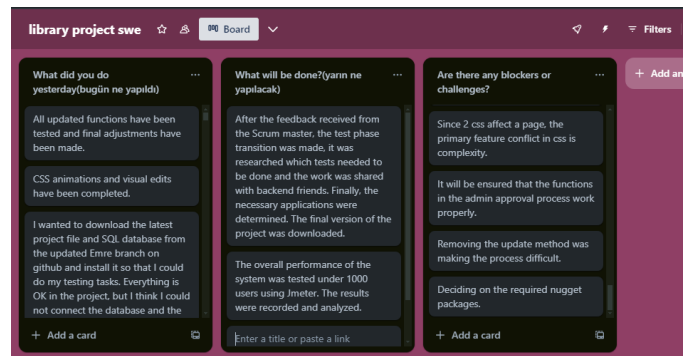 library project swe
Board
Filters
What did you do
yesterday(bugün ne yapıldı)
All updated functions have been
tested and final adjustments have
been made.
CSS animations and visual edits
have been completed.
I wanted to download the latest
project file and SQL database from
the updated Emre branch on
github and install it so that I could
do my testing tasks. Everything is
OK in the project, but I think I could
not connect the database and the
+ Add a card
What will be done?(yarın ne
yapılacak)
After the feedback received from
the Scrum master, the test phase
transition was made, it was
researched which tests needed to
be done and the work was shared
with backend friends. Finally, the
necessary applications were
determined. The final version of the
project was downloaded.
The overall performance of the
system was tested under 1000
users using Jmeter. The results
were recorded and analyzed.
Enter a title or paste a link
Are there any blockers or
challenges?
Since 2 css affect a page, the
primary feature conflict in css is
complexity.
It will be ensured that the functions
in the admin approval process work
properly.
Removing the update method was
making the process difficult.
Deciding on the required nugget
packages.
+ Add a card
+ Add an